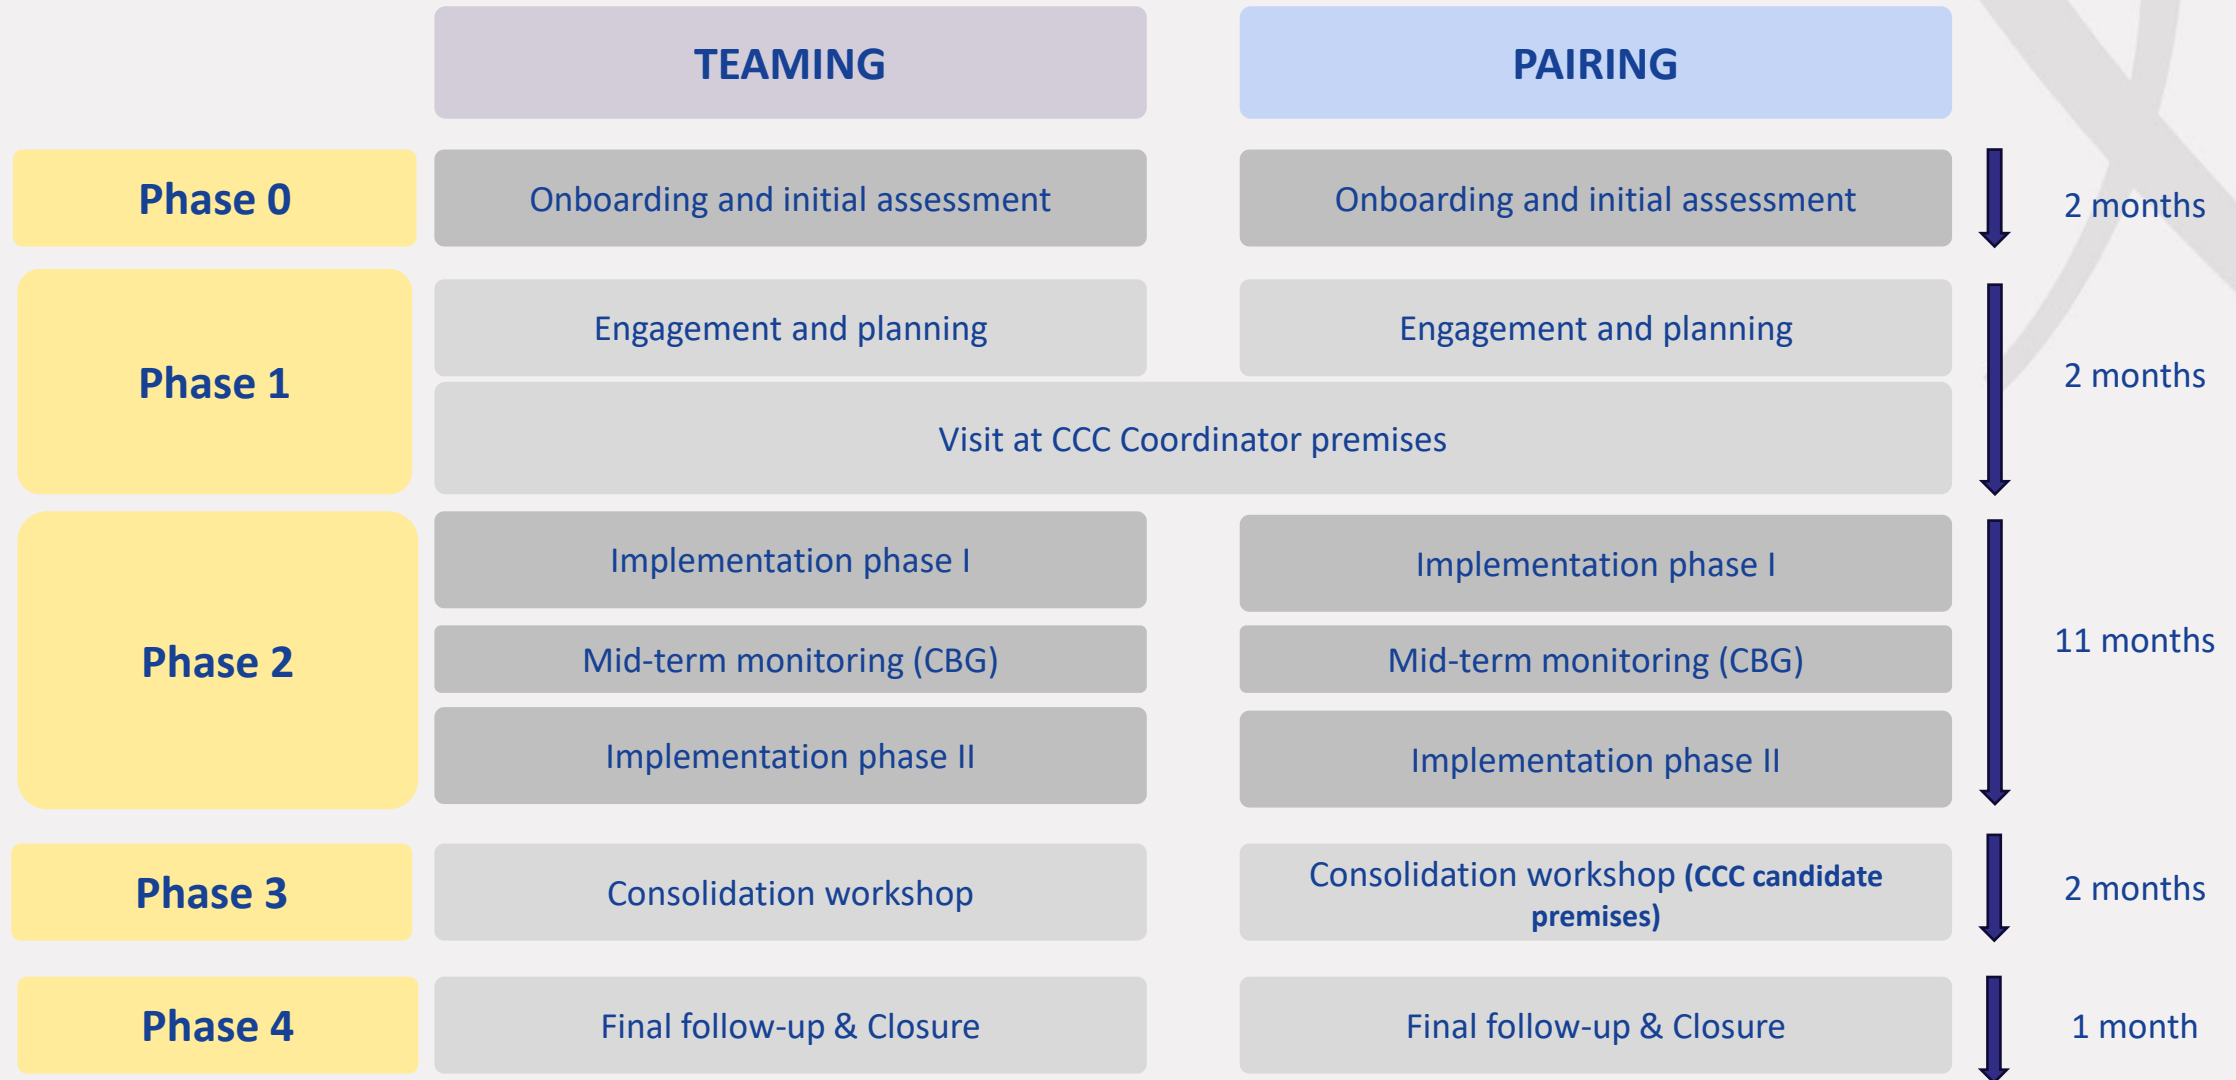 TEAMING
PAIRING
Phase 0
Onboarding and initial assessment
Onboarding and initial assessment
2 months
Phase 1
Engagement and planning
Engagement and planning
2 months
Visit at CCC Coordinator premises
Phase 2
Implementation phase I
Implementation phase I
Mid-term monitoring (CBG)
Mid-term monitoring (CBG)
11 months
Implementation phase II
Implementation phase II
Phase 3
Consolidation workshop
Consolidation workshop (CCC candidate
premises)
2 months
Phase 4
Final follow-up & Closure
Final follow-up & Closure
1 month